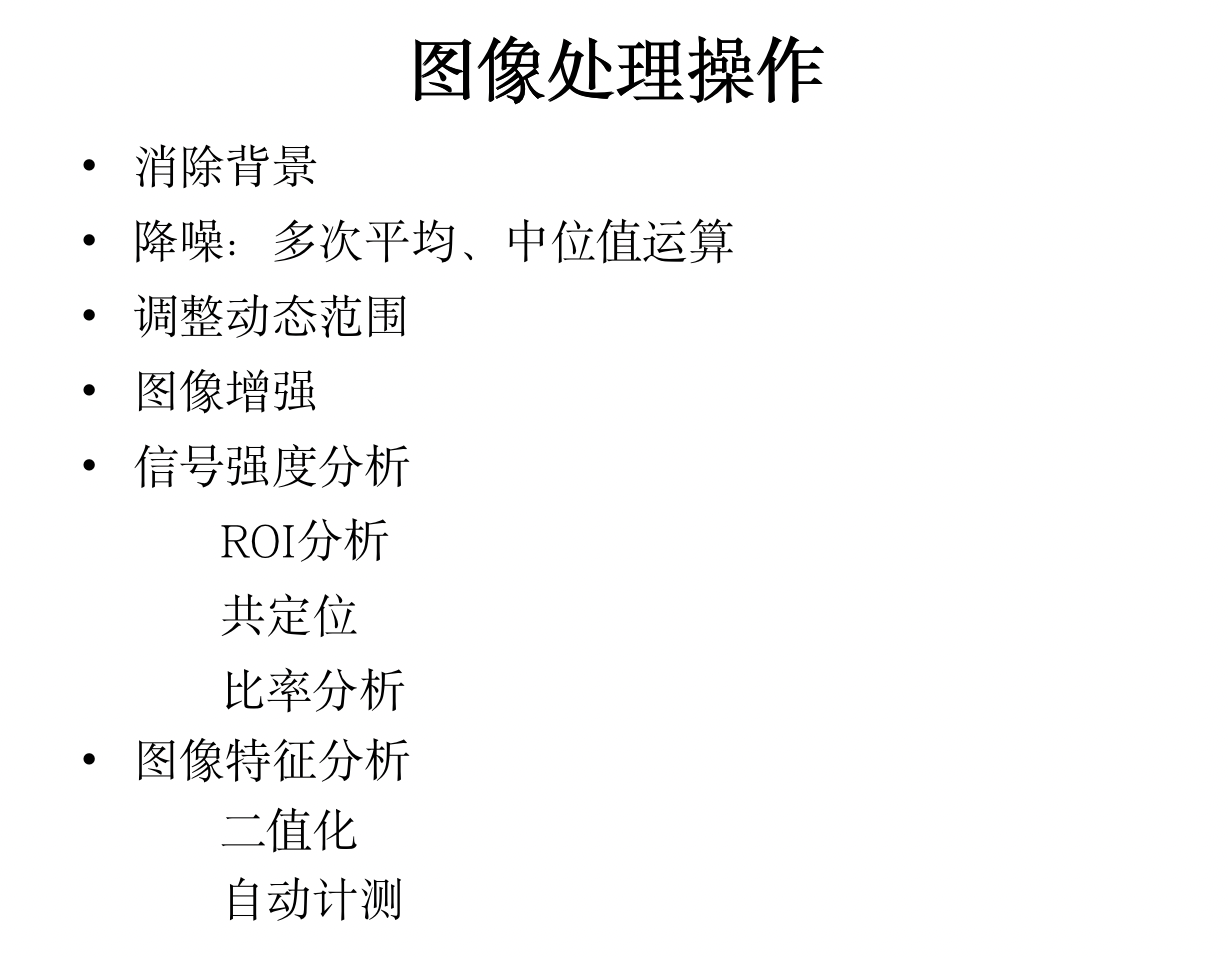 图像处理操作
• 消除背景
• 降噪：多次平均、中位值运算
• 调整动态范围
• 图像增强
• 信号强度分析
ROI分析
共定位
比率分析
• 图像特征分析
二值化
自动计测